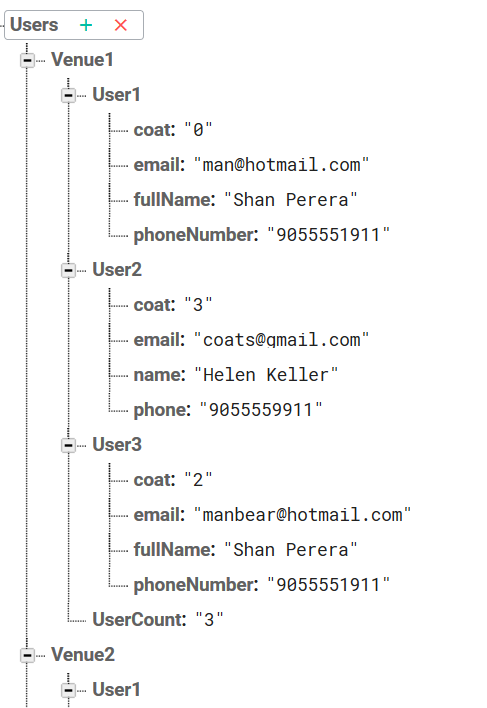 Users + ×
Venue1
User1
coat: "0"
email: "man@hotmail.com"
fullName: "Shan Perera"
phoneNumber: "9055551911"
User2
coat: "3"
email: "coats@gmail.com"
name: "Helen Keller"
phone: "9055559911"
User3
coat: "2"
email: "manbear@hotmail.com"
fullName: "Shan Perera"
phoneNumber: "9055551911"
UserCount: "3"
Venue2
User1